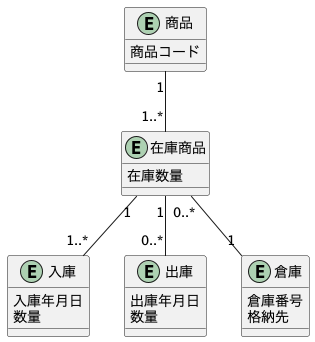 E 商品
商品コード
1
1..*
E 在庫商品
在庫数量
1 1 0..*
1..* 0..* 1
E 入庫 E 出庫 E 倉庫
入庫年月日 出庫年月日 倉庫番号
数量 数量 格納先